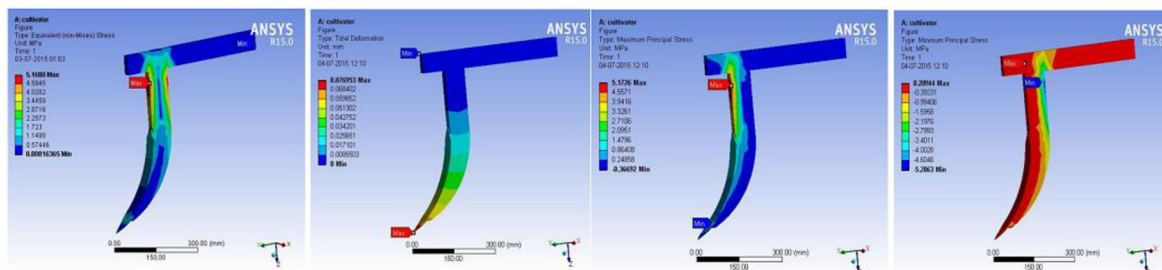 A: cultivator
Figure
Type: Equivalent (von-Mises) Stress
Unit: MPa
Time: 1
03-07-2015 01:03
5.1688 Max
4.5945
4.0202
3.4459
2.8716
2.2973
1.723
1.1488
0.57446
0.00016365 Min
ANSYS
R15.0
Min
Max
0.00
300.00 (mm)
150.00
Y
X
Z
A: cultivator
Figure
Type: Total Deformation
Unit: mm
Time: 1
04-07-2015 12:10
0.076953 Max
0.068402
0.059852
0.051302
0.042752
0.034201
0.025651
0.017101
0.0085503
0 Min
ANSYS
R15.0
Min
Max
0.00
300.00 (mm)
150.00
Y
X
Z
A: cultivator
Figure
Type: Maximum Principal Stress
Unit: MPa
Time: 1
04-07-2015 12:10
5.1726 Max
4.5571
3.9416
3.3261
2.7106
2.0951
1.4796
0.86408
0.24858
-0.36692 Min
ANSYS
R15.0
Max
Min
0.00
300.00 (mm)
150.00
Y
X
Z
A: cultivator
Figure
Type: Minimum Principal Stress
Unit: MPa
Time: 1
04-07-2015 12:10
0.20944 Max
-0.39231
-0.99406
-1.5958
-2.1976
-2.7993
-3.4011
-4.0028
-4.6046
-5.2063 Min
ANSYS
R15.0
Max
Min
0.00
300.00 (mm)
150.00
Y
X
Z